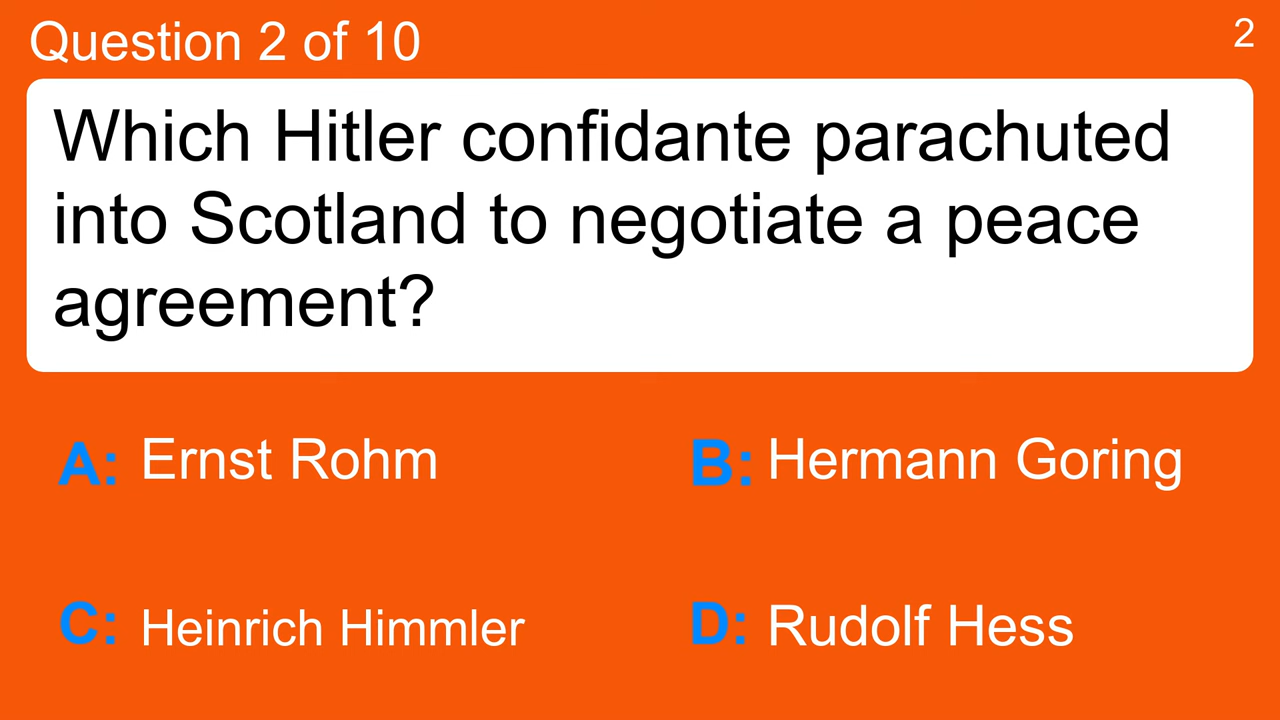 Question 2 of 10
2
Which Hitler confidante parachuted
into Scotland to negotiate a peace
agreement?
A: Ernst Rohm
B: Hermann Goring
C: Heinrich Himmler
D: Rudolf Hess